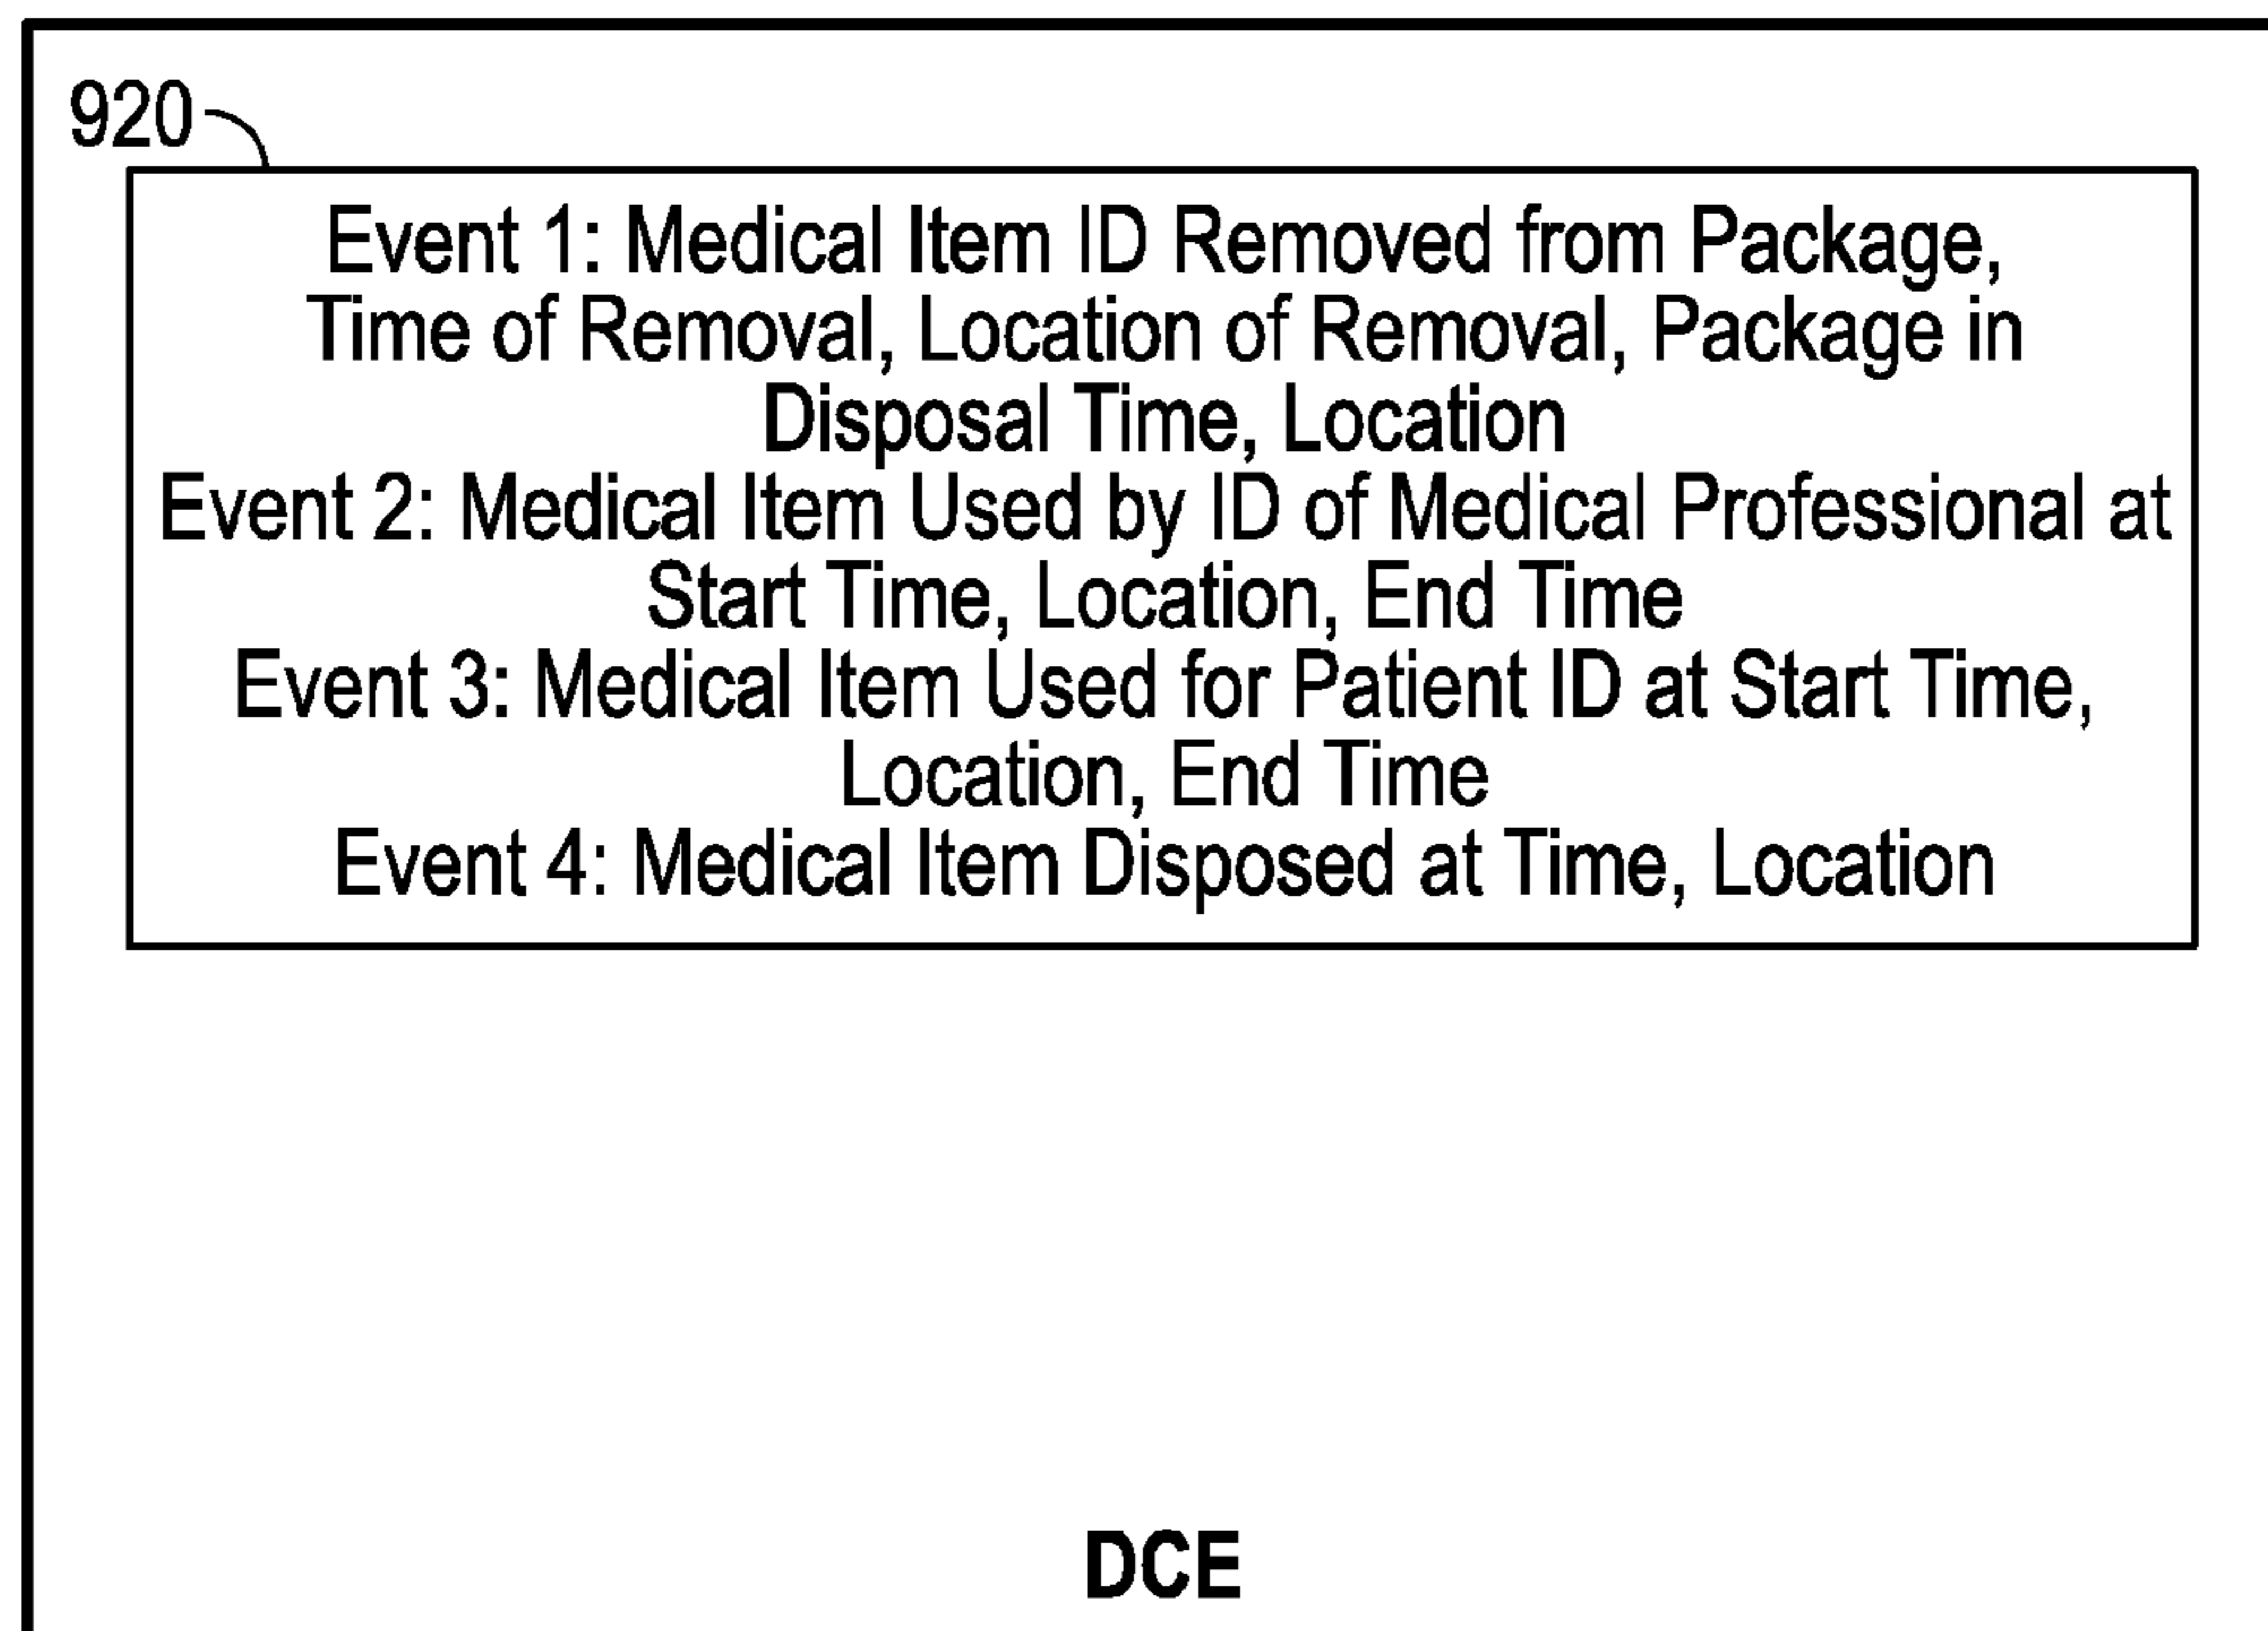 920
Event 1: Medical Item ID Removed from Package,
Time of Removal, Location of Removal, Package in
Disposal Time, Location
Event 2: Medical Item Used by ID of Medical Professional at
Start Time, Location, End Time
Event 3: Medical Item Used for Patient ID at Start Time,
Location, End Time
Event 4: Medical Item Disposed at Time, Location
DCE